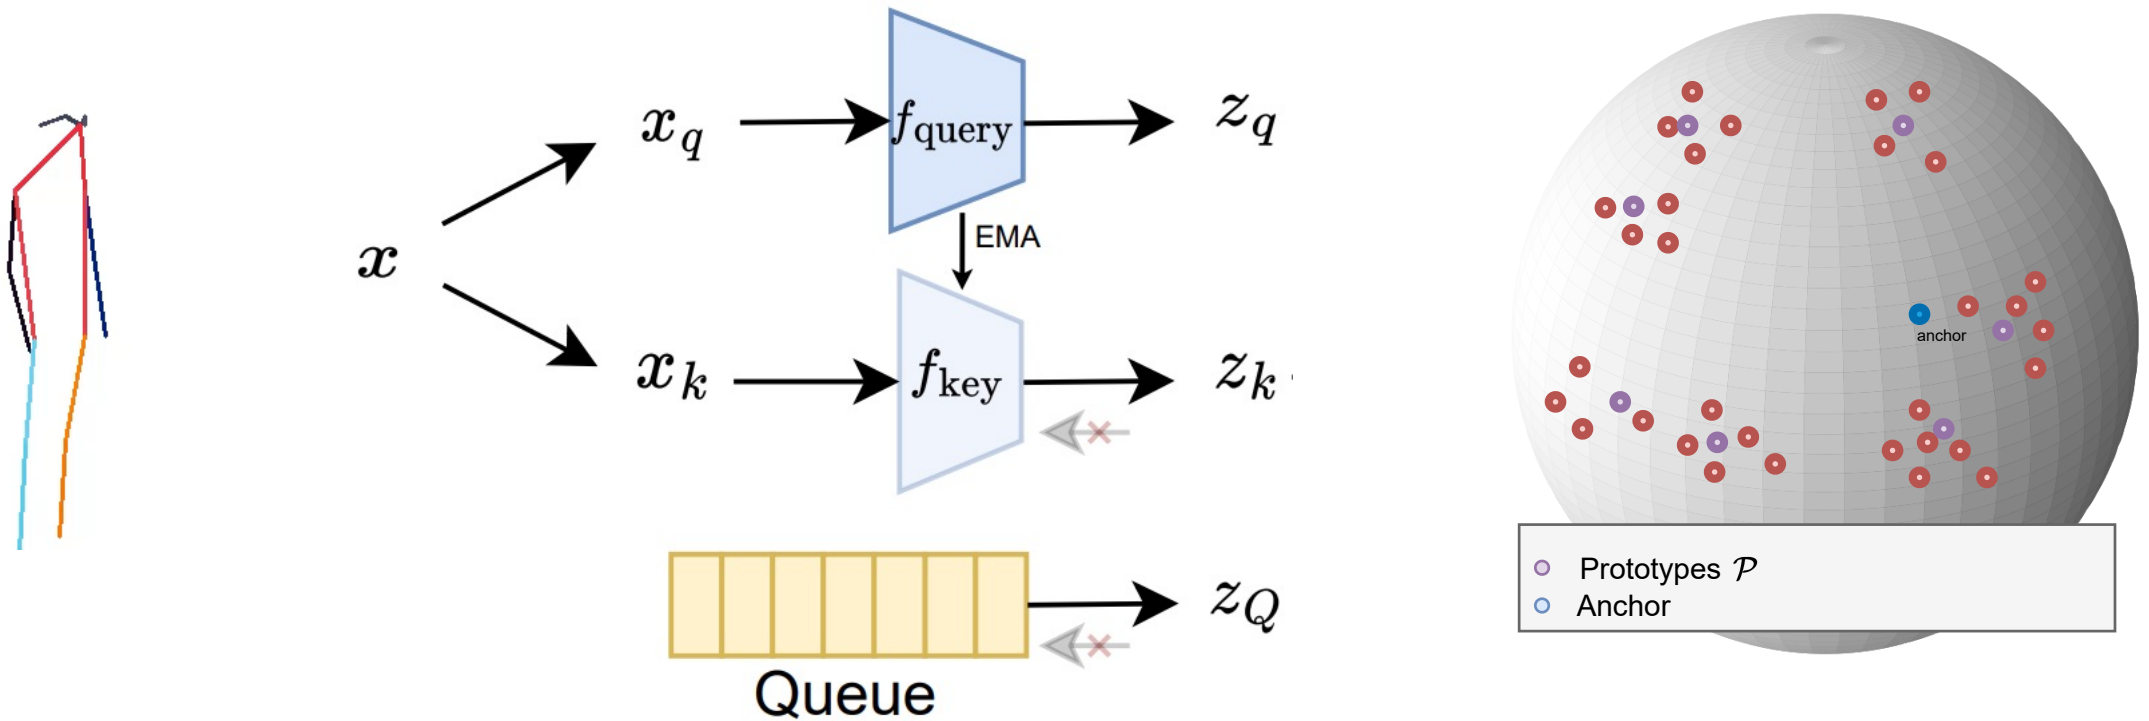 x
x_q
f_query
z_q
EMA
x_k
f_key
z_k
Queue
z_Q
anchor
Prototypes 𝒫
Anchor